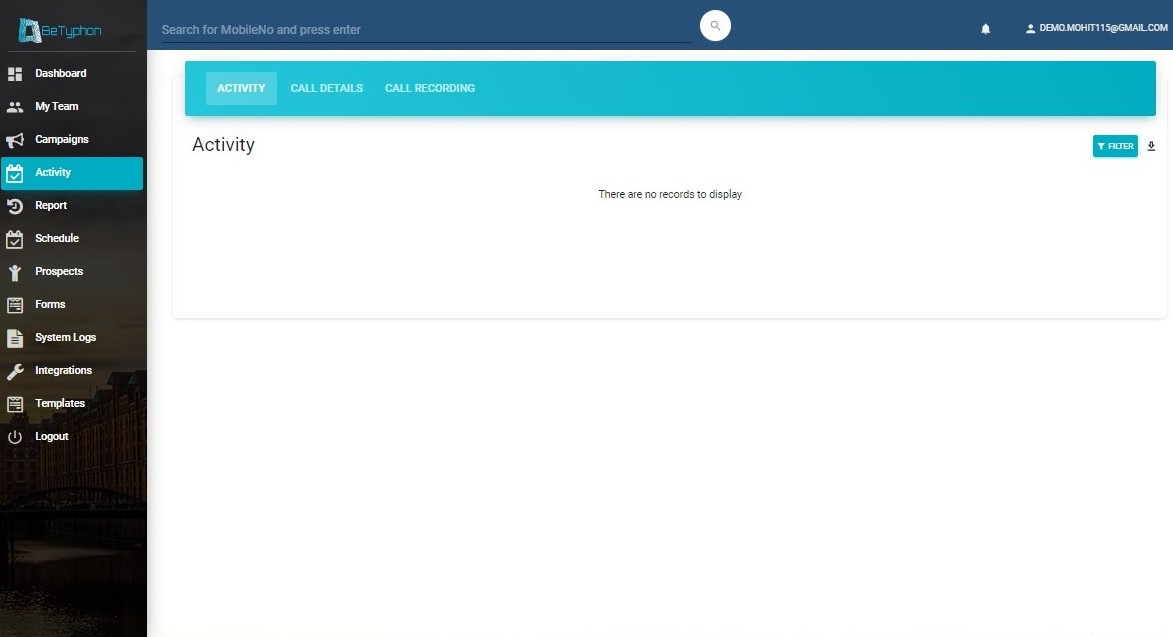 BeTyphon
Search for MobileNo and press enter
DEMO.MOHIT115@GMAIL.COM
Dashboard
My Team
Campaigns
Activity
Report
Schedule
Prospects
Forms
System Logs
Integrations
Templates
Logout
ACTIVITY CALL DETAILS CALL RECORDING
Activity
FILTER
There are no records to display